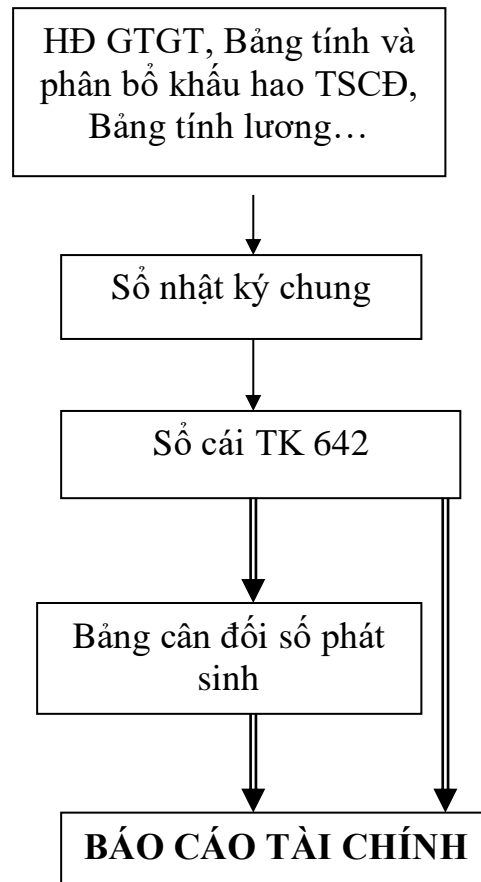 HĐ GTGT, Bảng tính và
phân bổ khấu hao TSCĐ,
Bảng tính lương…
Sổ nhật ký chung
Sổ cái TK 642
Bảng cân đối số phát
sinh
BÁO CÁO TÀI CHÍNH